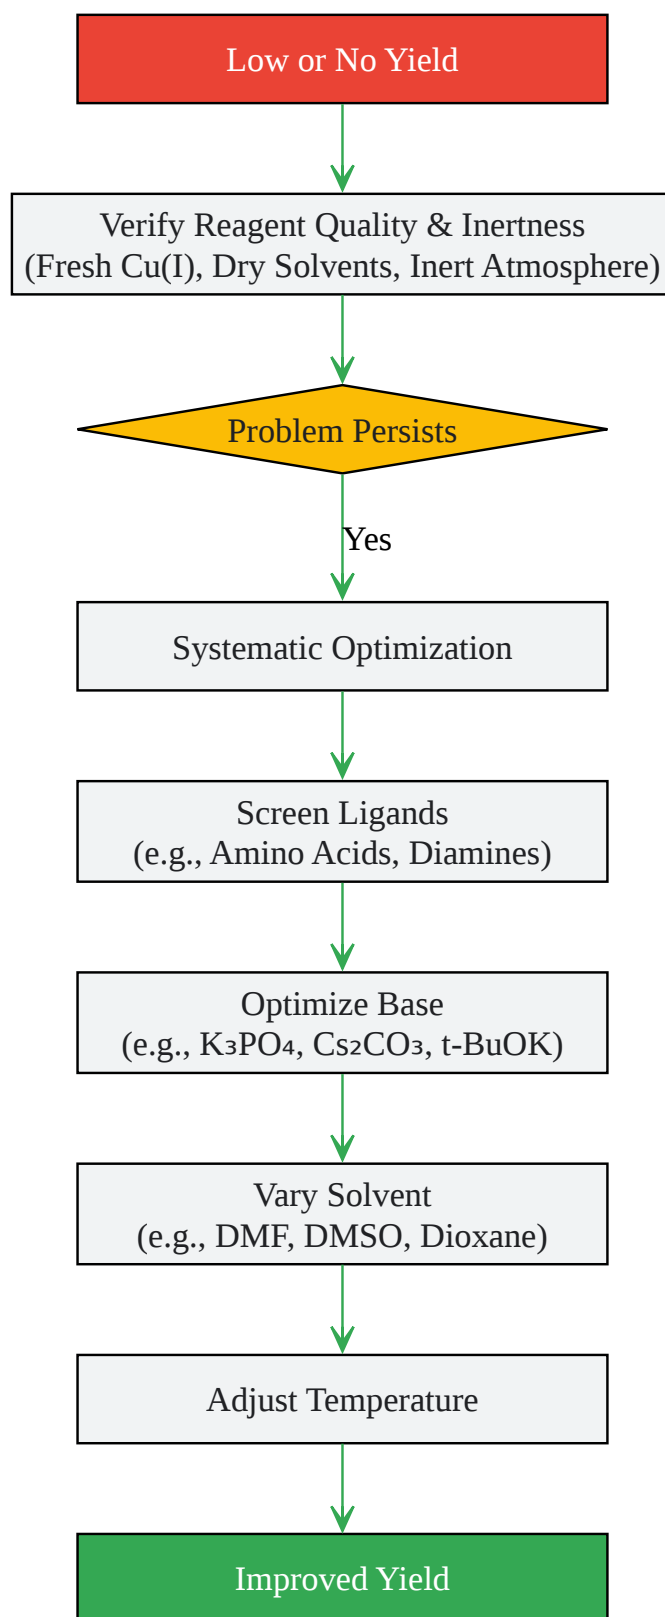 Low or No Yield
Verify Reagent Quality & Inertness
(Fresh Cu(I), Dry Solvents, Inert Atmosphere)
Problem Persists
Yes
Systematic Optimization
Screen Ligands
(e.g., Amino Acids, Diamines)
Optimize Base
(e.g., K₃PO₄, Cs₂CO₃, t-BuOK)
Vary Solvent
(e.g., DMF, DMSO, Dioxane)
Adjust Temperature
Improved Yield